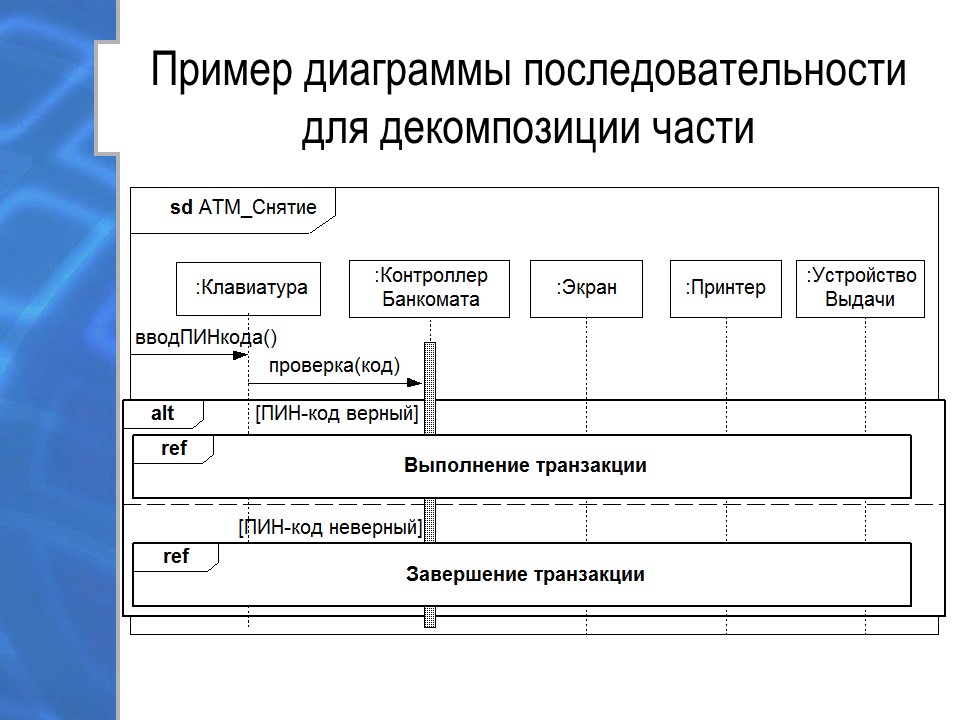 Пример диаграммы последовательности
для декомпозиции части
sd АТМ_Снятие
:Клавиатура
:Контроллер
Банкомата
:Экран
:Принтер
:Устройство
Выдачи
вводПИНкода()
проверка(код)
alt
[ПИН-код верный]
ref
Выполнение транзакции
[ПИН-код неверный]
ref
Завершение транзакции